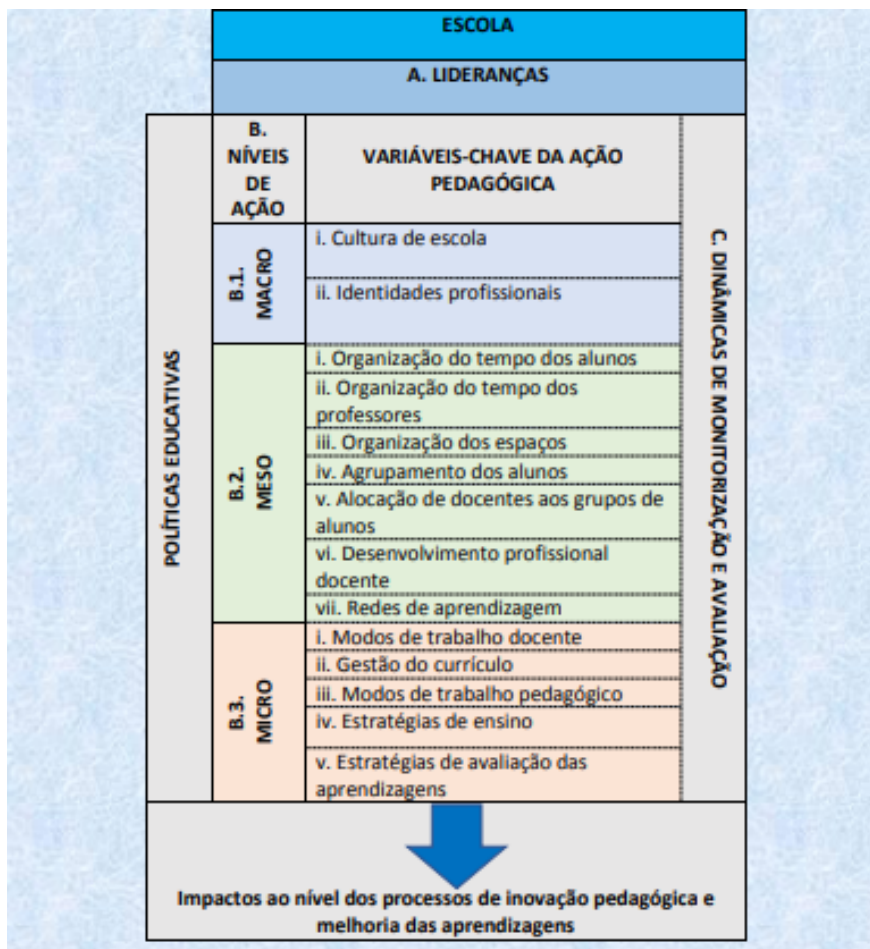 ESCOLA
A. LIDERANÇAS
POLÍTICAS EDUCATIVAS
B.
NÍVEIS
DE
AÇÃO
VARIÁVEIS-CHAVE DA AÇÃO
PEDAGÓGICA
C. DINÂMICAS DE MONITORIZAÇÃO E AVALIAÇÃO
B.1.
MACRO
i. Cultura de escola
ii. Identidades profissionais
B.2.
MESO
i. Organização do tempo dos alunos
ii. Organização do tempo dos
professores
iii. Organização dos espaços
iv. Agrupamento dos alunos
v. Alocação de docentes aos grupos de
alunos
vi. Desenvolvimento profissional
docente
vii. Redes de aprendizagem
B.3.
MICRO
i. Modos de trabalho docente
ii. Gestão do currículo
iii. Modos de trabalho pedagógico
iv. Estratégias de ensino
v. Estratégias de avaliação das
aprendizagens
Impactos ao nível dos processos de inovação pedagógica e
melhoria das aprendizagens